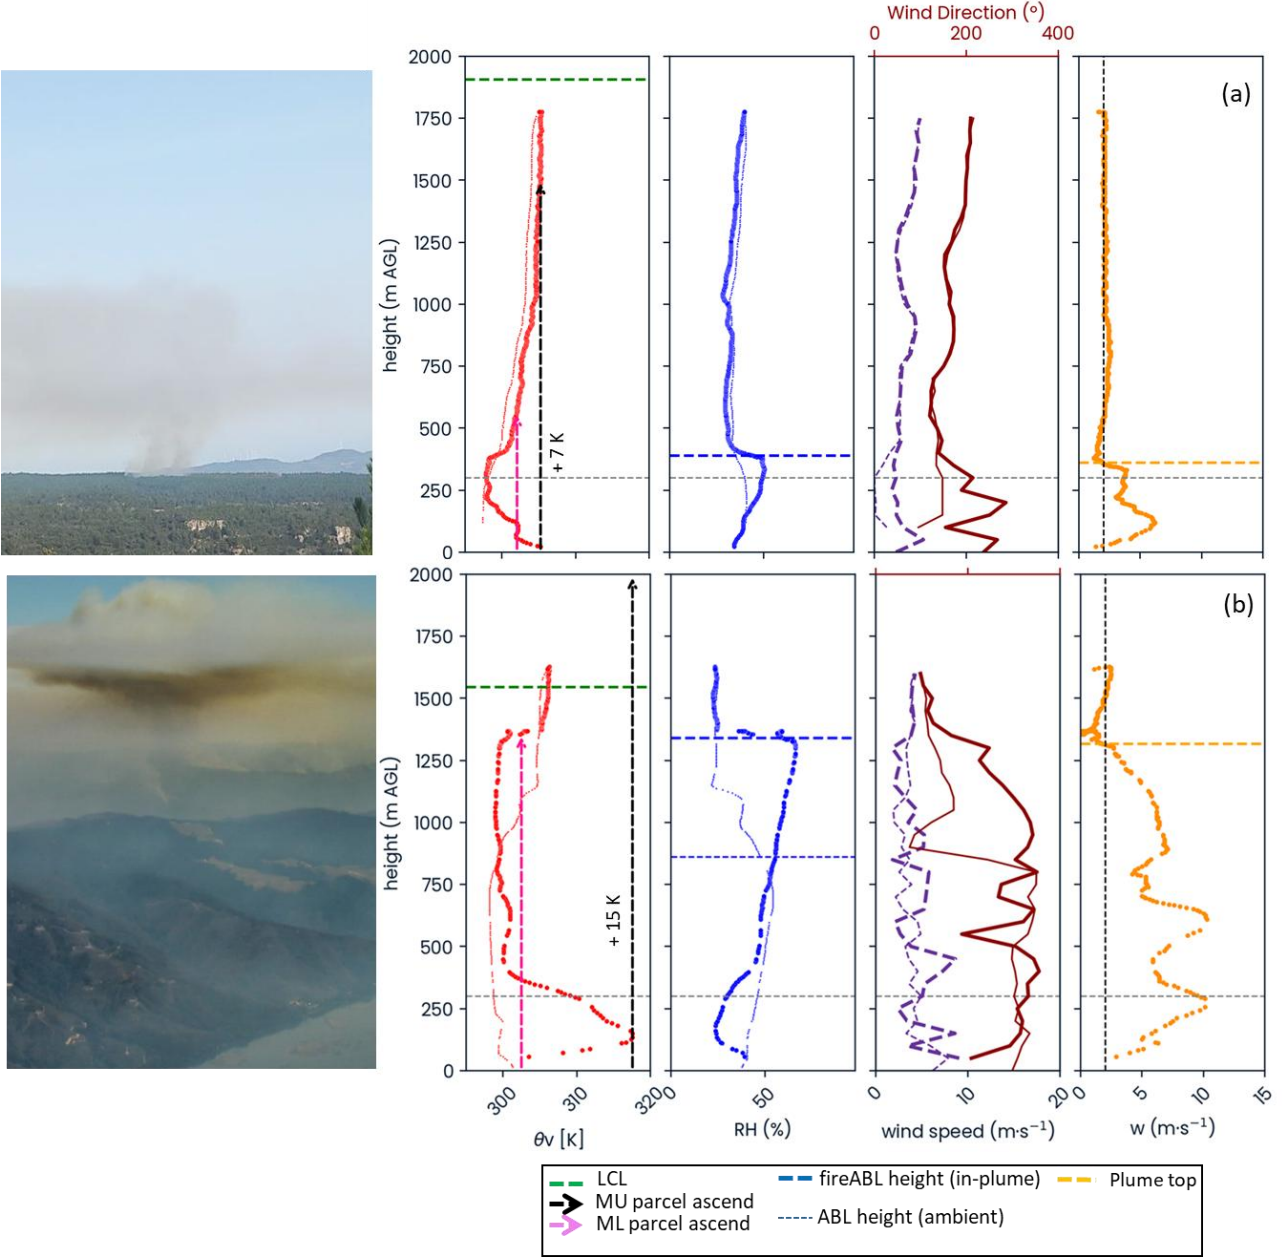 Wind Direction (º)
0 200 400
2000
1750
1500
1250
1000
750
500
250
0
height (m AGL)
+ 7 K
(a)
2000
1750
1500
1250
1000
750
500
250
0
height (m AGL)
+ 15 K
(b)
300 310 320
θv [K]
0 50
RH (%)
0 10 20
wind speed (m·s⁻¹)
0 5 10 15
w (m·s⁻¹)
LCL
MU parcel ascend
ML parcel ascend
fireABL height (in-plume)
ABL height (ambient)
Plume top